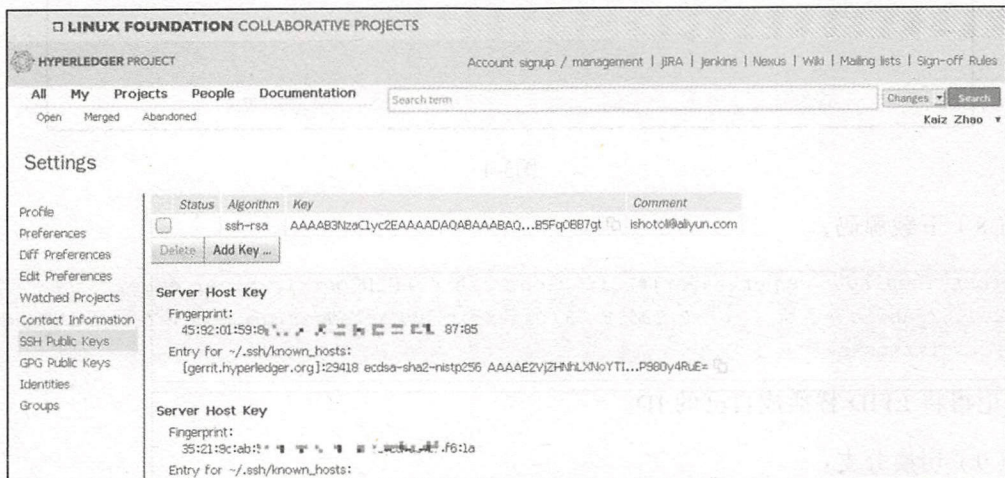 LINUX FOUNDATION COLLABORATIVE PROJECTS
HYPERLEDGER PROJECT
Account signup / management | JIRA | Jenkins | Nexus | Wiki | Mailing lists | Sign-off Rules
All My Projects People Documentation
Search term
Changes
Search
Open Merged Abandoned
Kaiz Zhao
Settings
Profile
Preferences
Diff Preferences
Edit Preferences
Watched Projects
Contact Information
SSH Public Keys
GPG Public Keys
Identities
Groups
Status Algorithm Key Comment
ssh-rsa AAAAB3NzaC1yc2EAAAADAQABAAABAQ...B5Fq0BB7gt ishotoli@aliyun.com
Delete Add Key ...
Server Host Key
Fingerprint:
45:92:01:59:8 87:85
Entry for ~/.ssh/known_hosts:
[gerrit.hyperledger.org]:29418 ecdsa-sha2-nistp256 AAAAE2VjZHNhLXNoYTI...P980y4RuE=
Server Host Key
Fingerprint:
35:21:9c:ab: .f6:1a
Entry for ~/.ssh/known_hosts: